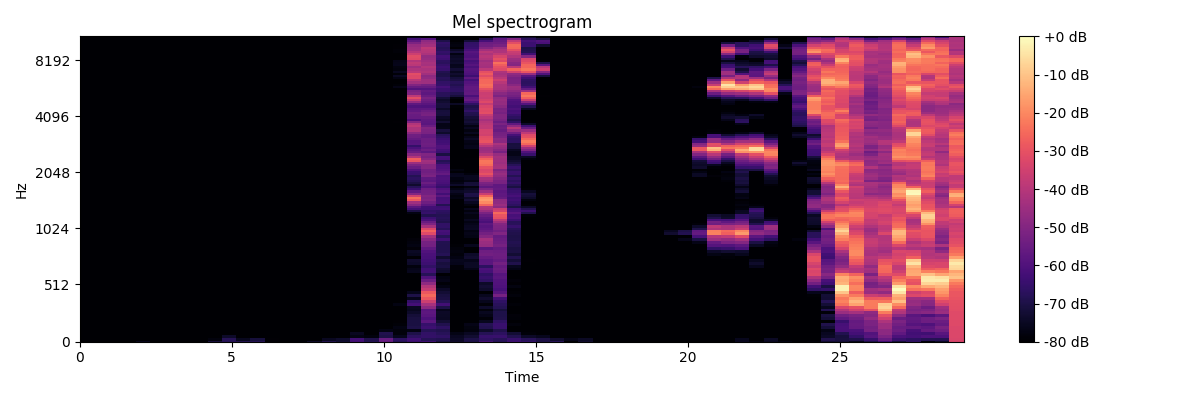 Mel spectrogram
8192
4096
2048
1024
512
0
Hz
0 5 10 15 20 25
Time
+0 dB
-10 dB
-20 dB
-30 dB
-40 dB
-50 dB
-60 dB
-70 dB
-80 dB